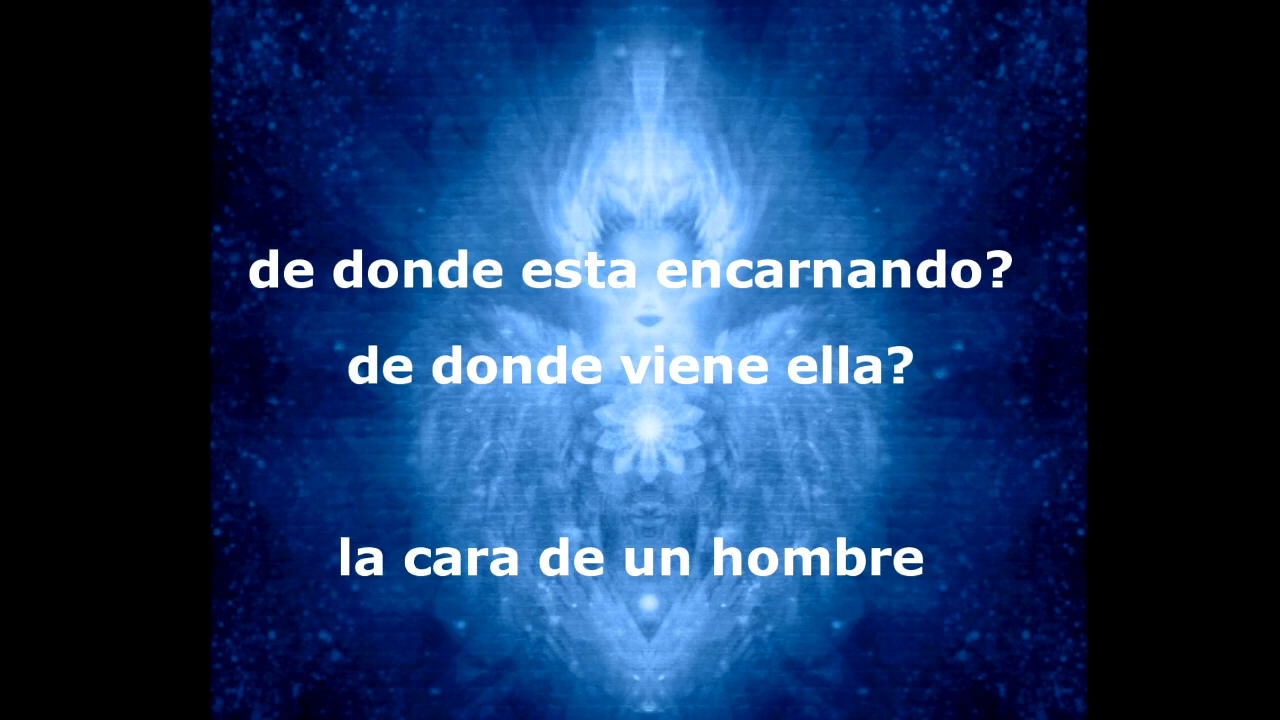 de donde esta encarnando?
de donde viene ella?
la cara de un hombre